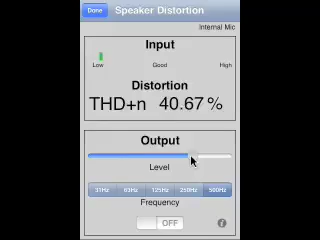 Done Speaker Distortion
Internal Mic
Input
Low Good High
Distortion
THD+n 40.67 %
Output
Level
31Hz 63Hz 125Hz 250Hz 500Hz
Frequency
OFF